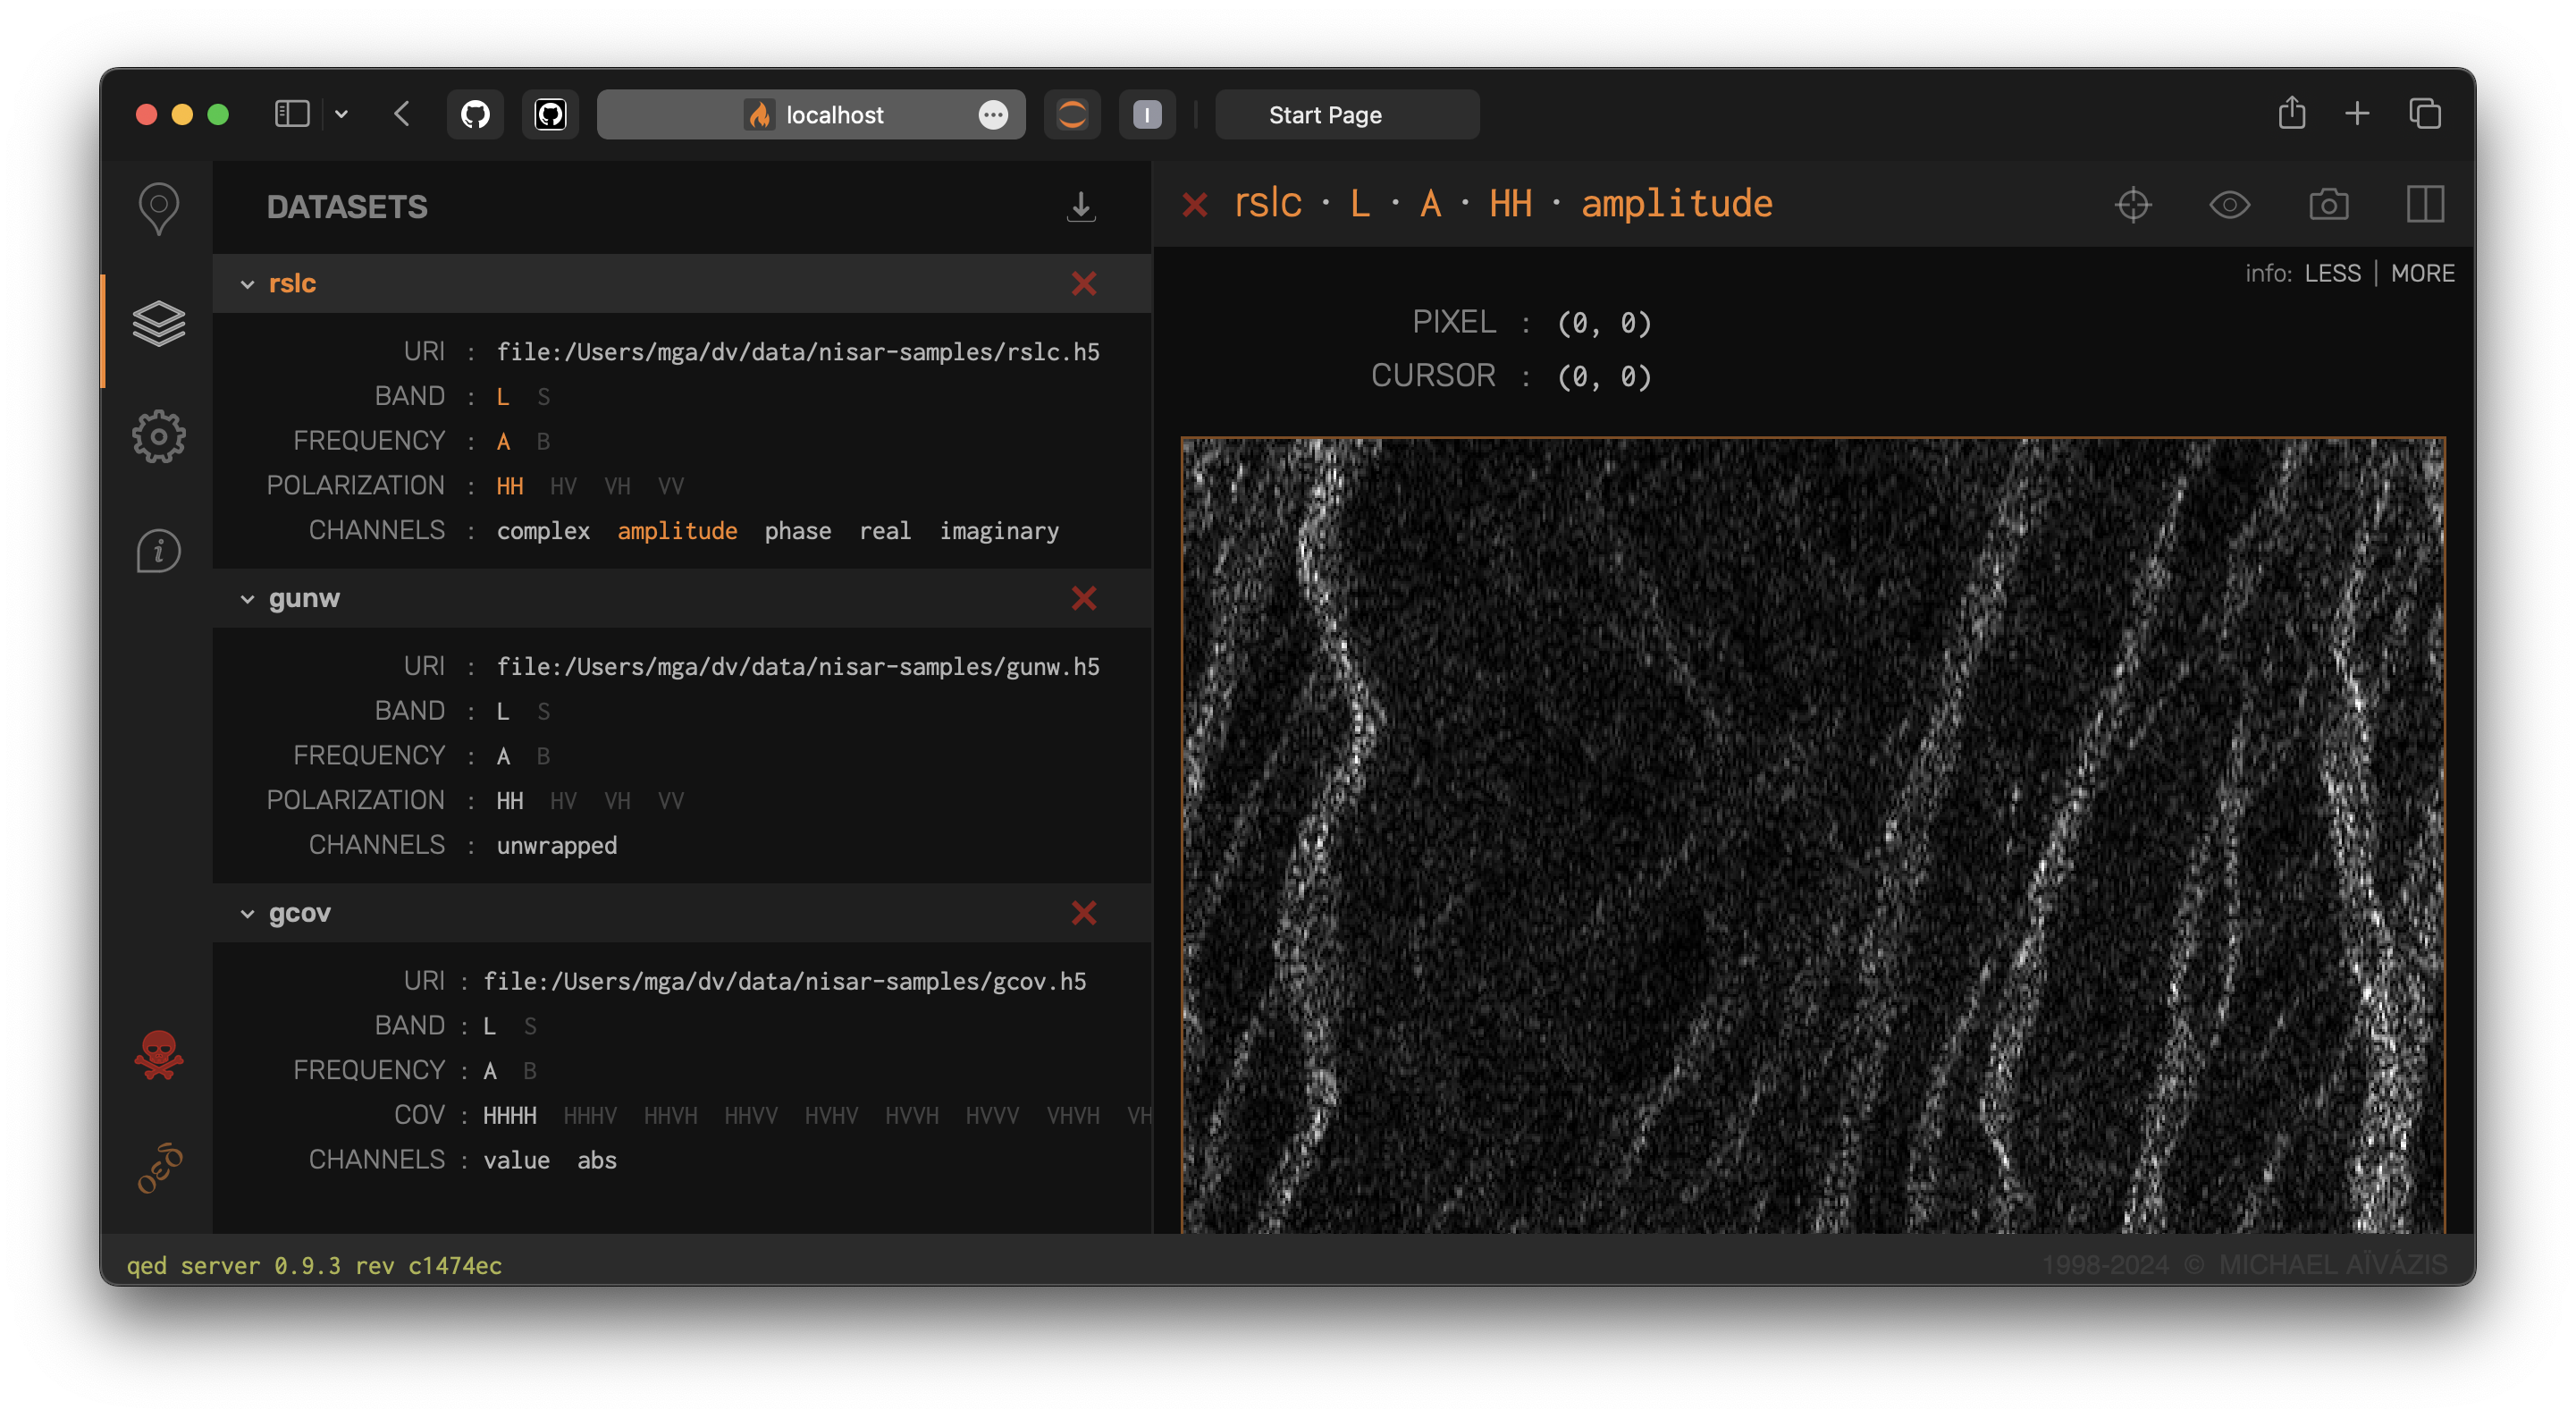 localhost
Start Page
DATASETS
rslc
URI : file:/Users/mga/dv/data/nisar-samples/rslc.h5
BAND : L S
FREQUENCY : A B
POLARIZATION : HH HV VH VV
CHANNELS : complex amplitude phase real imaginary
gunw
URI : file:/Users/mga/dv/data/nisar-samples/gunw.h5
BAND : L S
FREQUENCY : A B
POLARIZATION : HH HV VH VV
CHANNELS : unwrapped
gcov
URI : file:/Users/mga/dv/data/nisar-samples/gcov.h5
BAND : L S
FREQUENCY : A B
COV : HHHH HHHV HHVH HHVV HVHV HVVH HVVV VHVH VH
CHANNELS : value abs
rslc · L · A · HH · amplitude
info: LESS | MORE
PIXEL : (0, 0)
CURSOR : (0, 0)
οεδ
qed server 0.9.3 rev c1474ec
1998-2024 © MICHAEL AÏVÁZIS